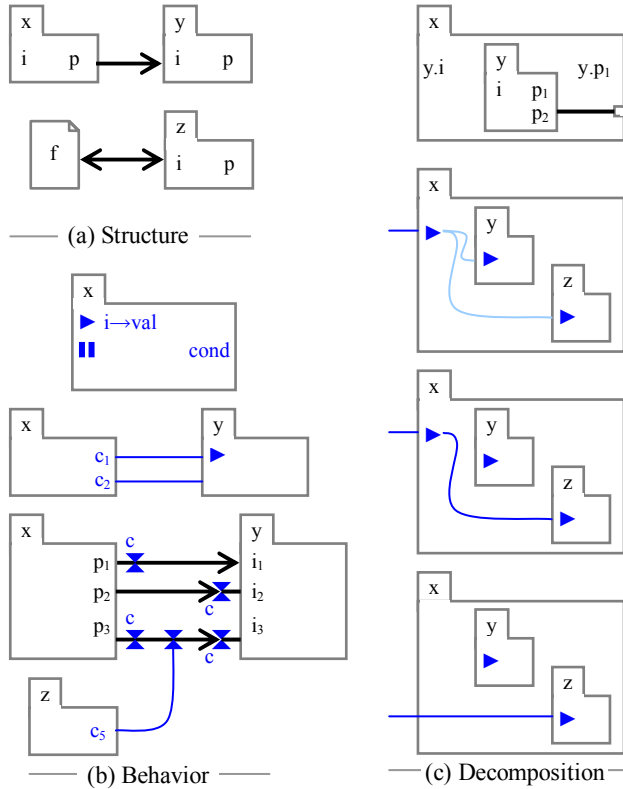 x y
i p i p
z
f i p
(a) Structure
x
i→val
cond
x y
c₁
c₂
x y
c
p₁ i₁
p₂ i₂
c
c
p₃ i₃
c
z
c₅
(b) Behavior
x
y
y.i y.p₁
i p₁
p₂
x
y
z
x
y
z
x
y
z
(c) Decomposition